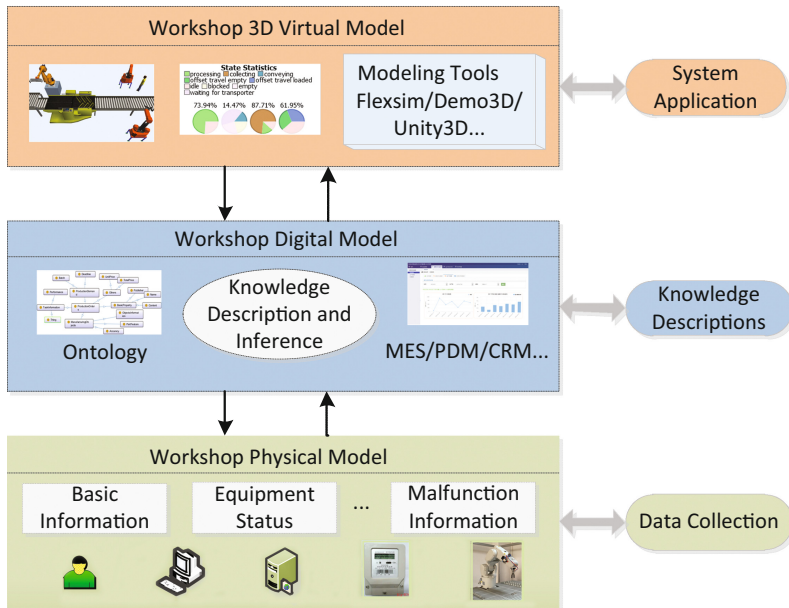 Workshop 3D Virtual Model
State Statistics
processing collecting conveying
offset travel empty offset travel loaded
idle blocked empty
waiting for transporter
73.94% 14.47% 87.71% 61.95%
Modeling Tools
Flexsim/Demo3D/
Unity3D...
System
Application
Workshop Digital Model
Ontology
Knowledge
Description and
Inference
MES/PDM/CRM...
Knowledge
Descriptions
Workshop Physical Model
Basic
Information
Equipment
Status
...
Malfunction
Information
Data Collection